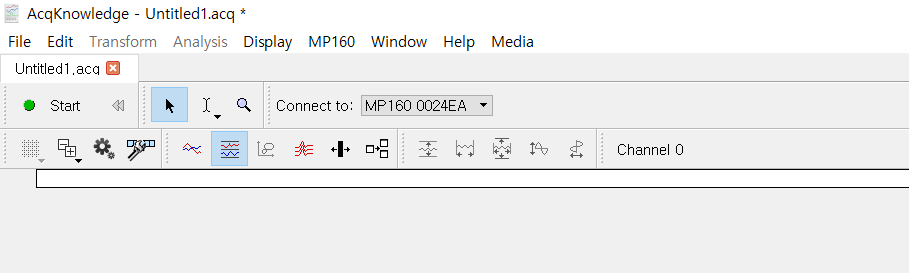 AcqKnowledge - Untitled1.acq *
File Edit Transform Analysis Display MP160 Window Help Media
Untitled1.acq
Start Connect to: MP160 0024EA
Channel 0